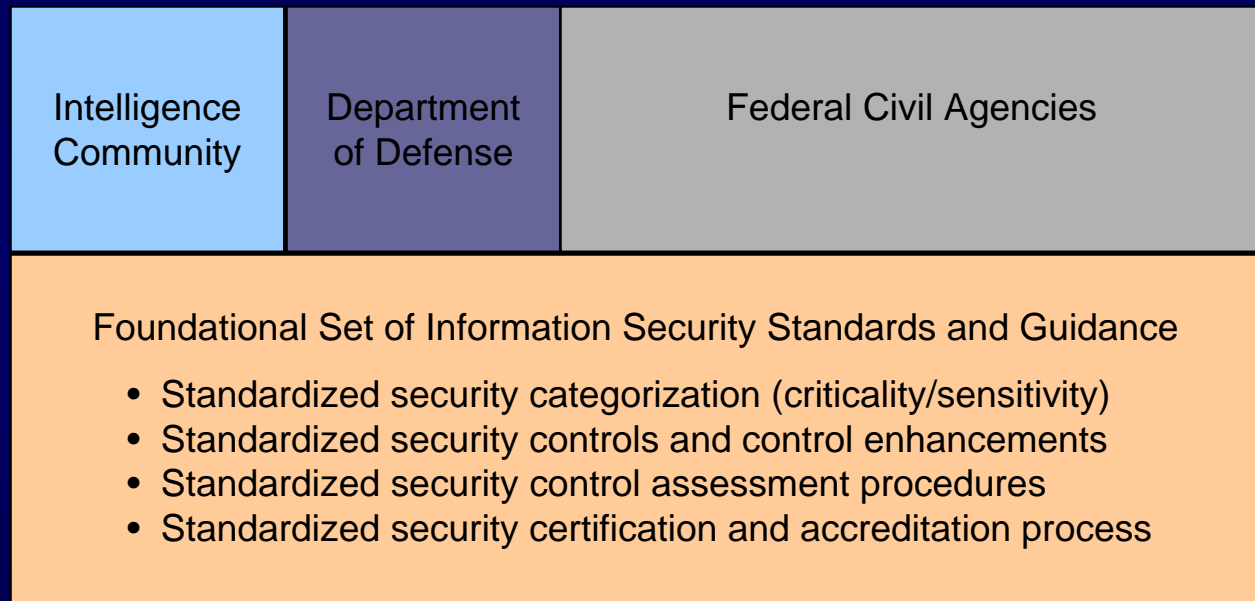 Intelligence
Community
Department
of Defense
Federal Civil Agencies
Foundational Set of Information Security Standards and Guidance
• Standardized security categorization (criticality/sensitivity)
• Standardized security controls and control enhancements
• Standardized security control assessment procedures
• Standardized security certification and accreditation process